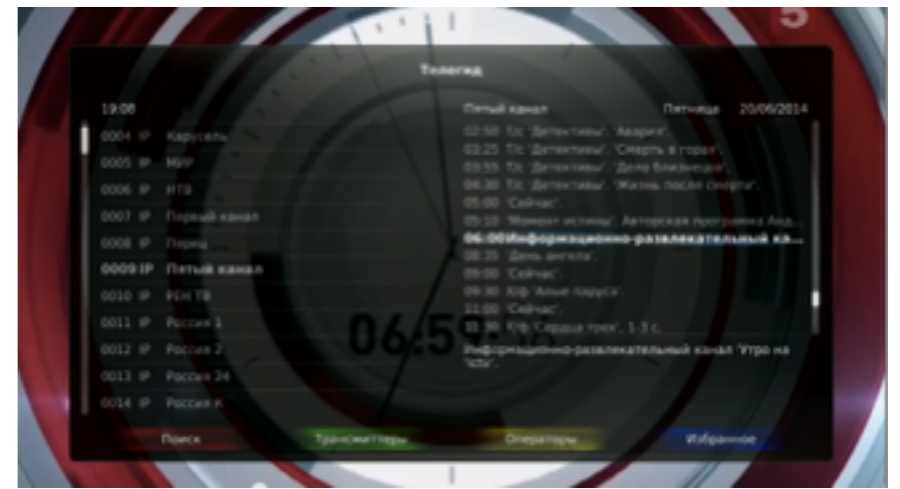 5
Телегид
19:08
Пятый канал Пятница 20/06/2014
0004 IP Карусель
0005 IP МИР
0006 IP НТВ
0007 IP Первый канал
0008 IP Перец
0009 IP Пятый канал
0010 IP РЕН ТВ
0011 IP Россия 1
0012 IP Россия 2
0013 IP Россия 24
0014 IP Россия К
02:50 Т/с 'Детективы'. 'Авария'.
03:25 Т/с 'Детективы'. 'Смерть в горах'.
03:55 Т/с 'Детективы'. 'Дело близнецов'.
04:30 Т/с 'Детективы'. 'Жизнь после смерти'.
05:00 'Сейчас'.
05:10 'Момент истины'. Авторская программа Анд...
06:00 Информационно-развлекательный ка...
08:35 'День ангела'.
09:00 'Сейчас'.
09:30 Х/ф 'Алые паруса'.
11:00 'Сейчас'.
11:30 Х/ф 'Сердца трех', 1-3 с.
Информационно-развлекательный канал 'Утро на
06:59
Поиск Трансмиттеры Операторы Избранное